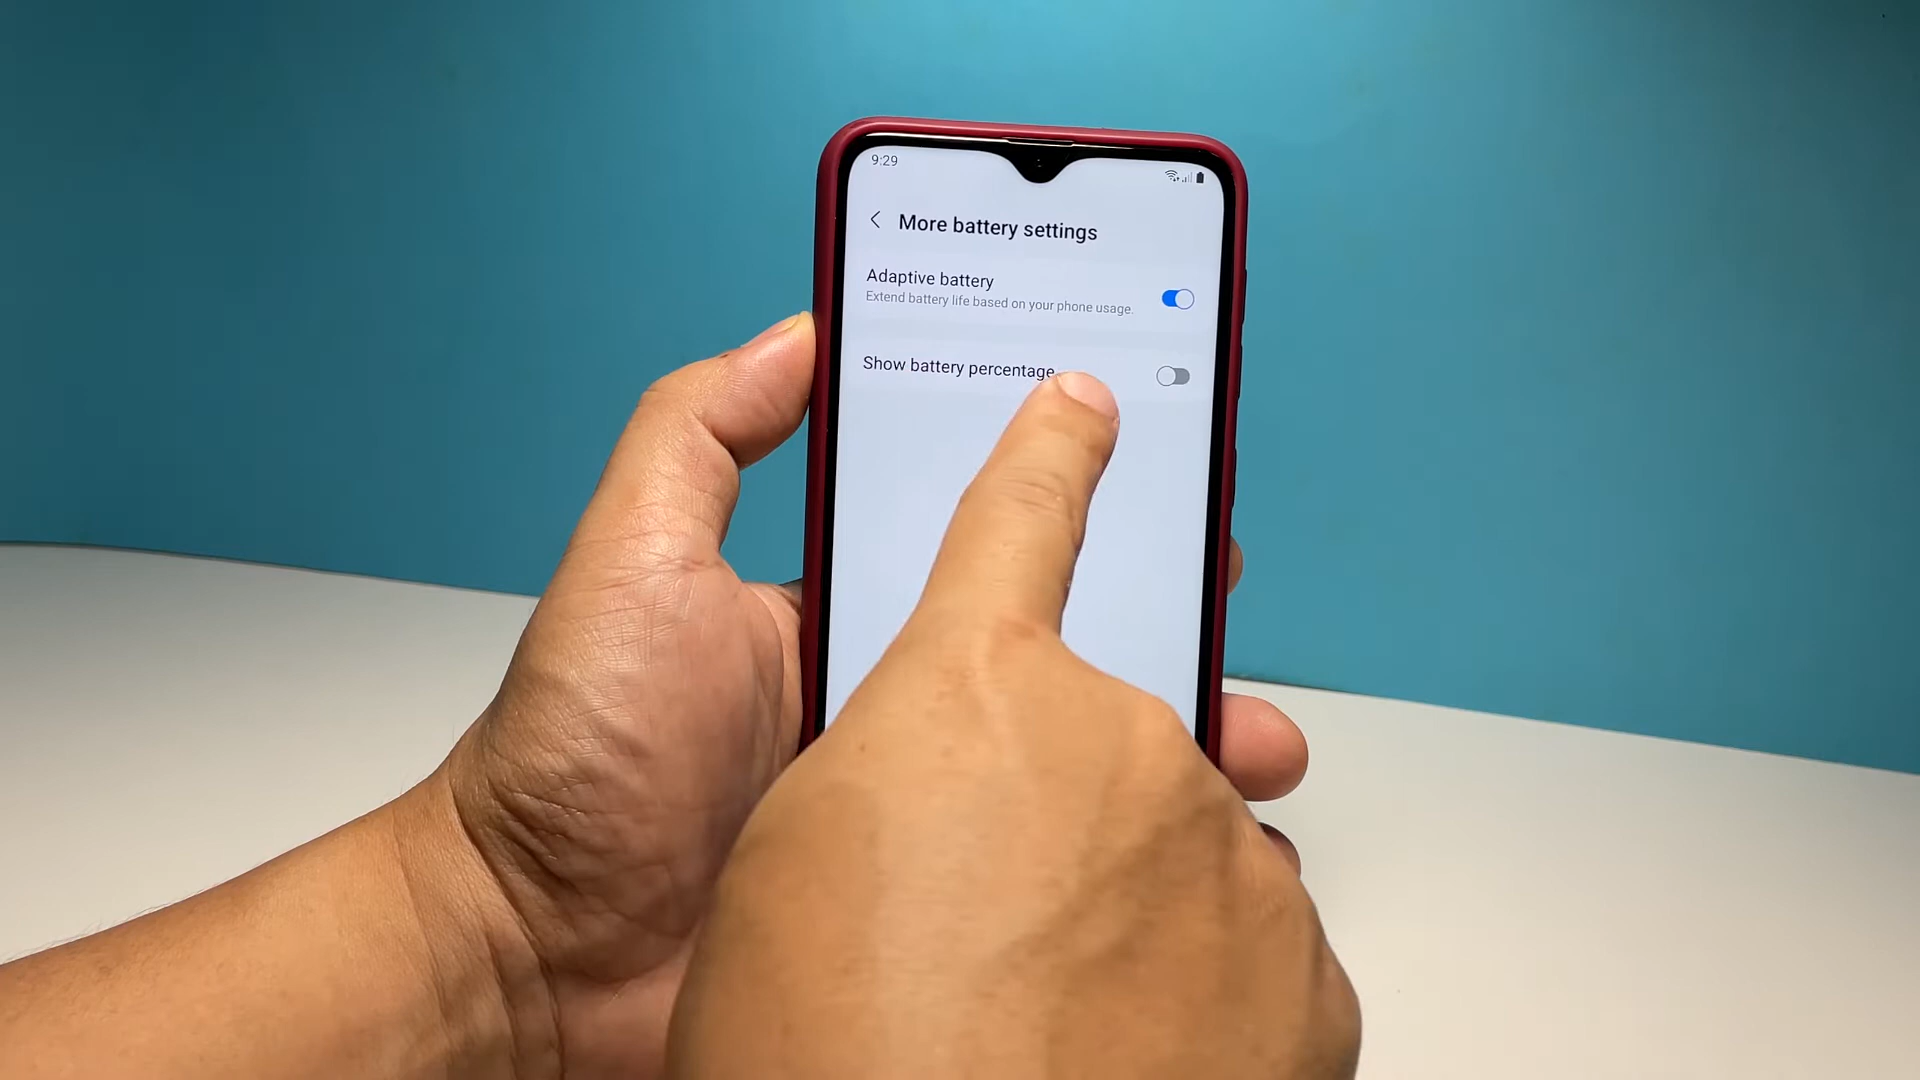 9:29
More battery settings
Adaptive battery
Extend battery life based on your phone usage.
Show battery percentage